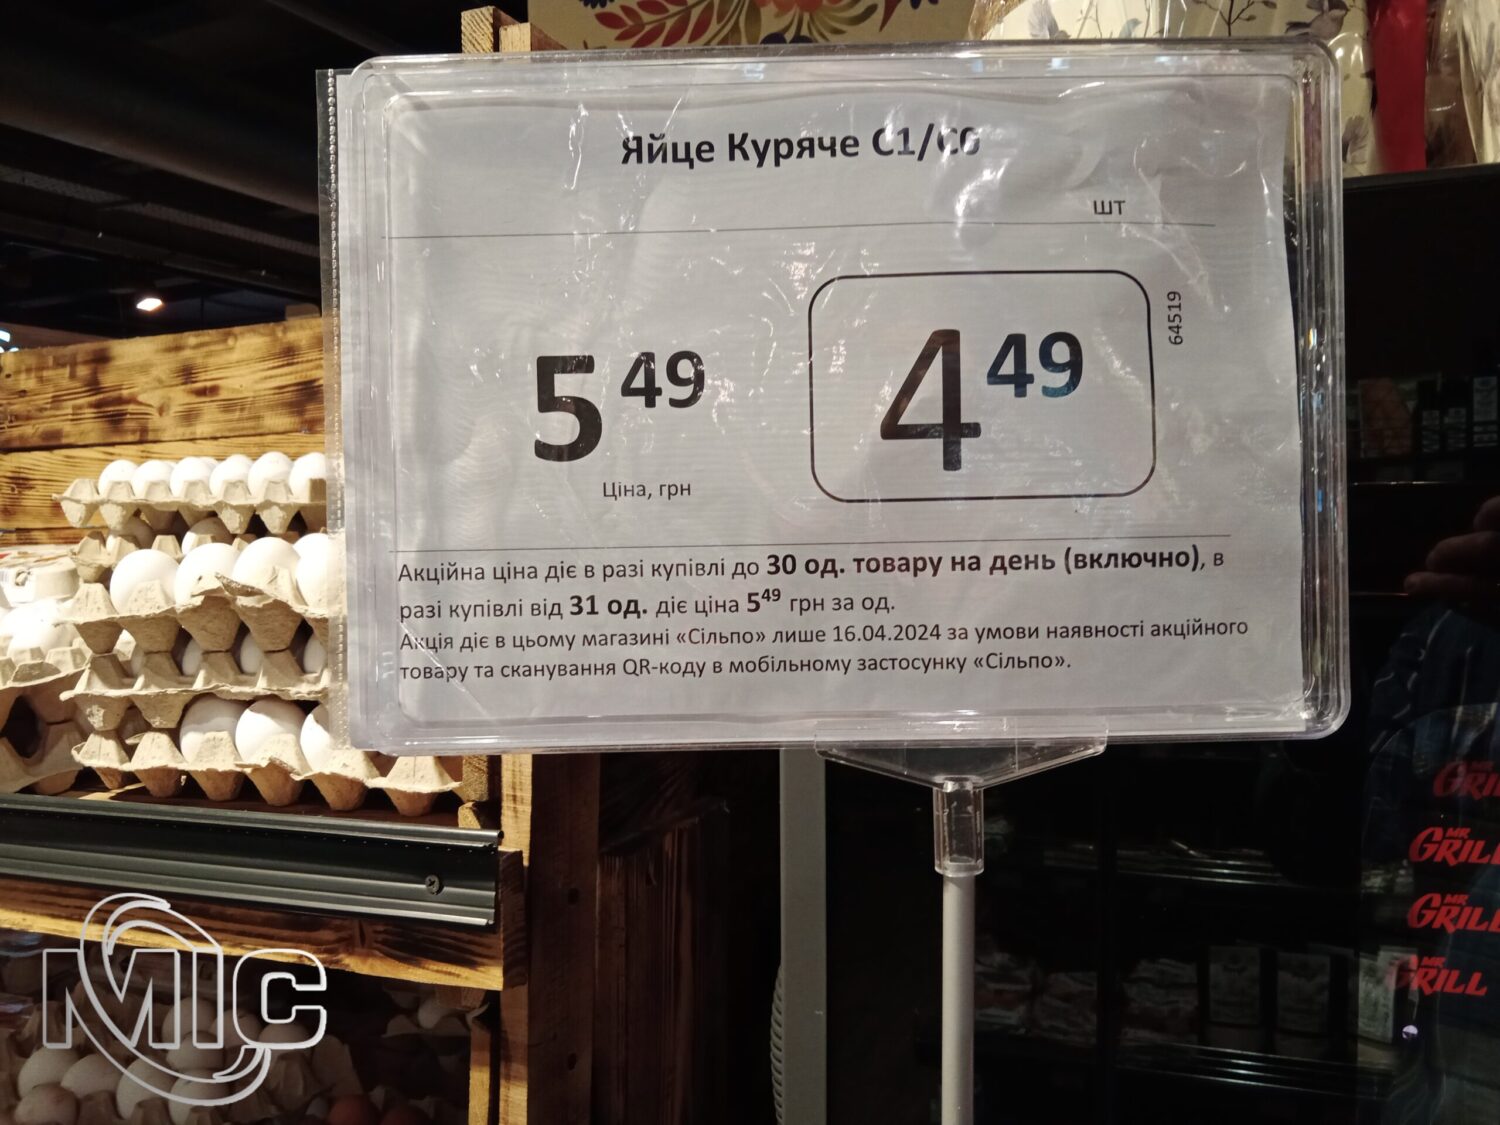 Яйце Куряче С1/С0
шт
5 49
4 49
64519
Ціна, грн
Акційна ціна діє в разі купівлі до 30 од. товару на день (включно), в
разі купівлі від 31 од. діє ціна 5 49 грн за од.
Акція діє в цьому магазині «Сільпо» лише 16.04.2024 за умови наявності акційного
товару та сканування QR-коду в мобільному застосунку «Сільпо».
MR
GRILL
MR
GRILL
MR
GRILL
МІС